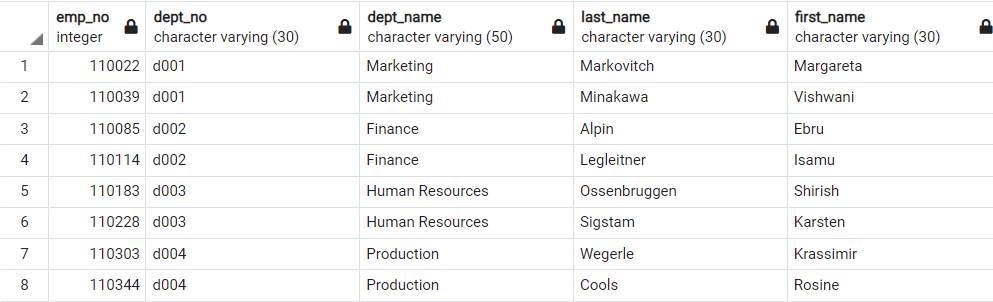 emp_no dept_no dept_name last_name first_name
integer character varying (30) character varying (50) character varying (30) character varying (30)
1 110022 d001 Marketing Markovitch Margareta
2 110039 d001 Marketing Minakawa Vishwani
3 110085 d002 Finance Alpin Ebru
4 110114 d002 Finance Legleitner Isamu
5 110183 d003 Human Resources Ossenbruggen Shirish
6 110228 d003 Human Resources Sigstam Karsten
7 110303 d004 Production Wegerle Krassimir
8 110344 d004 Production Cools Rosine